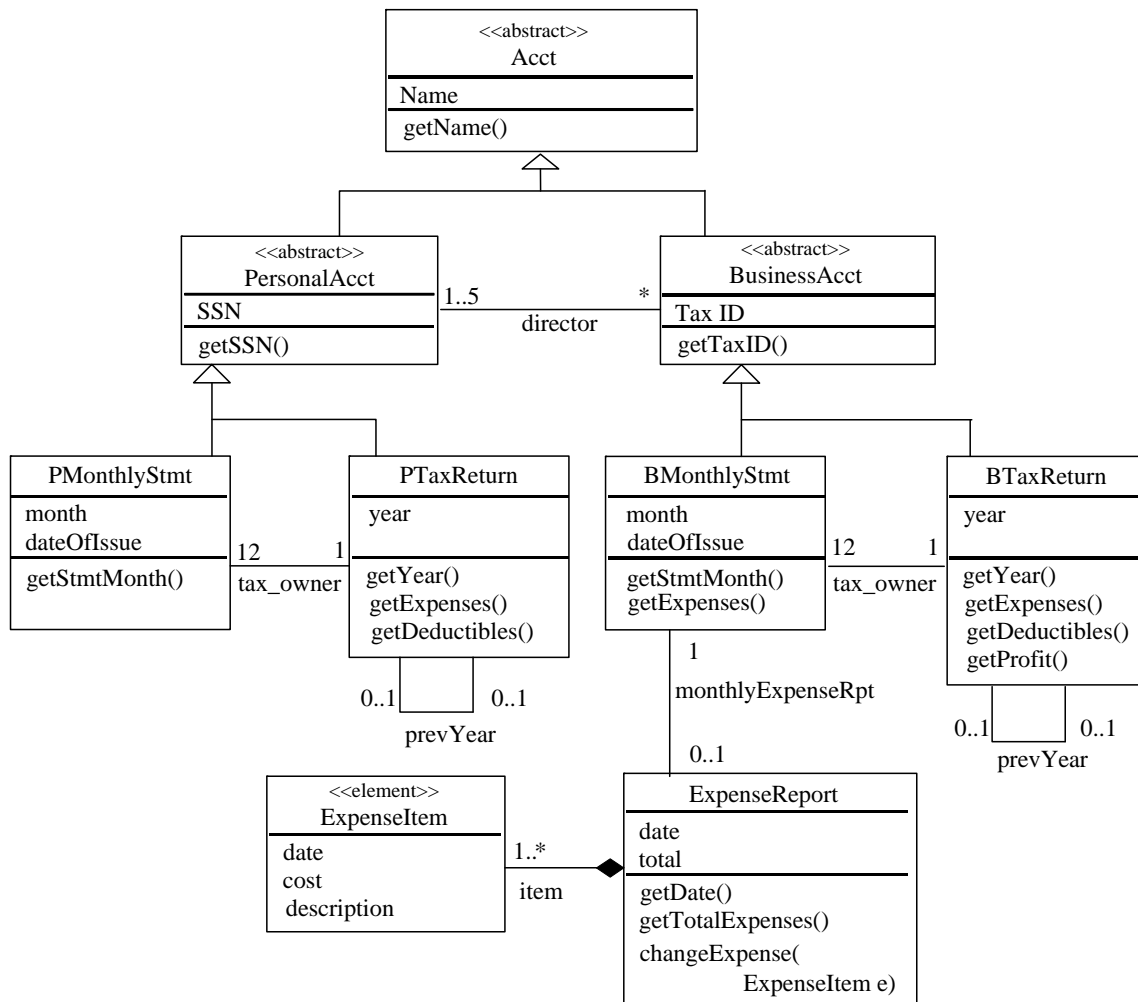 <<abstract>>
Acct
Name
getName()
<<abstract>>
PersonalAcct
SSN
getSSN()
1..5
*
director
<<abstract>>
BusinessAcct
Tax ID
getTaxID()
PMonthlyStmt
month
dateOfIssue
getStmtMonth()
12
1
tax_owner
PTaxReturn
year
getYear()
getExpenses()
getDeductibles()
0..1
0..1
prevYear
BMonthlyStmt
month
dateOfIssue
getStmtMonth()
getExpenses()
12
1
tax_owner
BTaxReturn
year
getYear()
getExpenses()
getDeductibles()
getProfit()
0..1
0..1
prevYear
1
monthlyExpenseRpt
0..1
<<element>>
ExpenseItem
date
cost
description
1..*
item
ExpenseReport
date
total
getDate()
getTotalExpenses()
changeExpense(
ExpenseItem e)